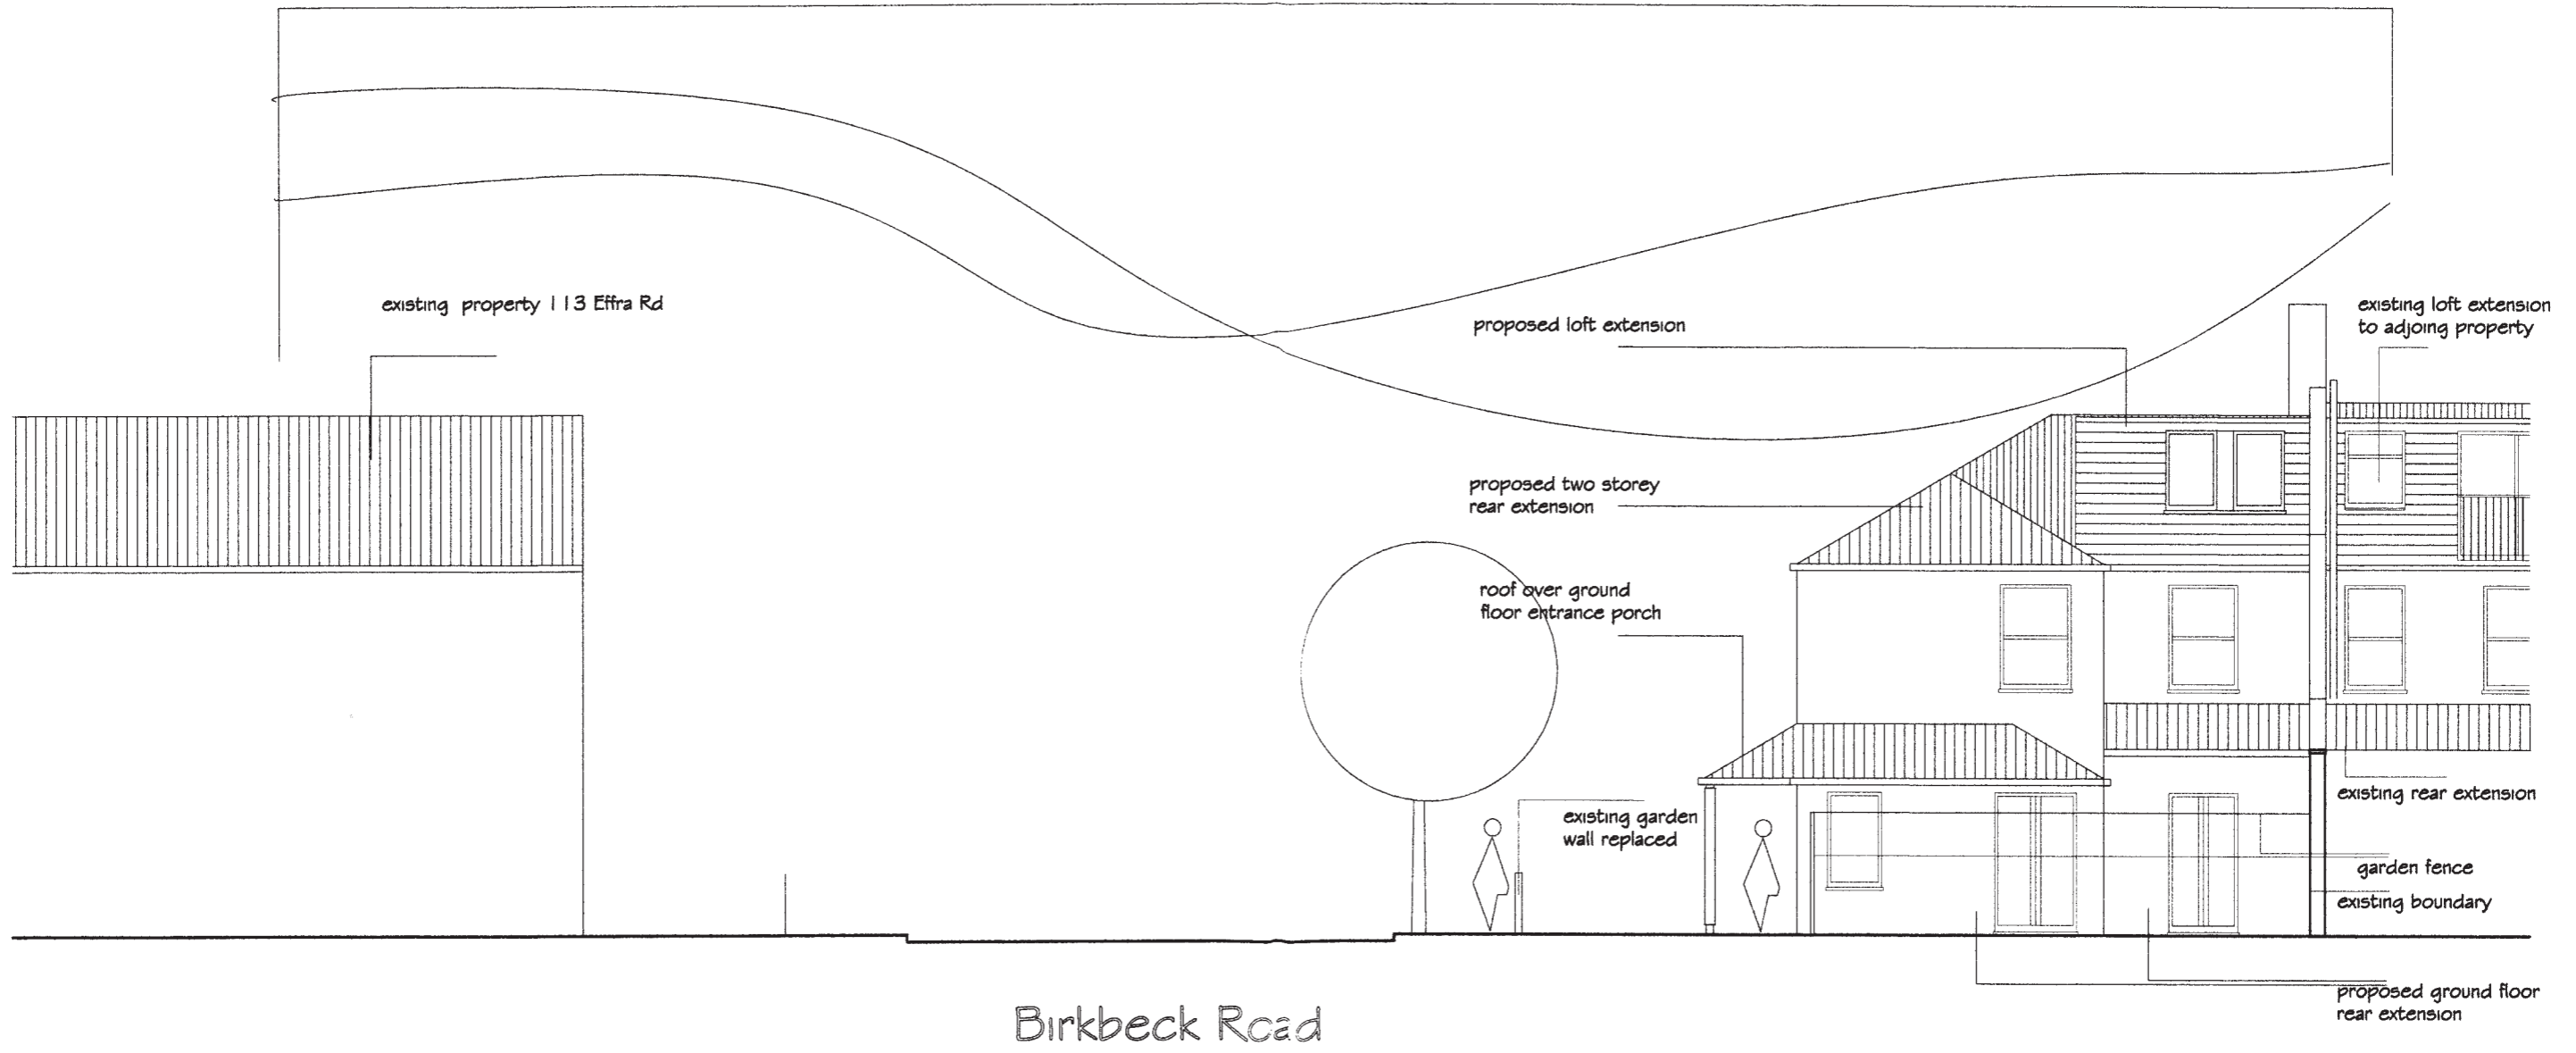 existing property 113 Effra Rd
proposed loft extension
existing loft extension
to adjoing property
proposed two storey
rear extension
roof over ground
floor entrance porch
existing garden
wall replaced
existing rear extension
garden fence
existing boundary
proposed ground floor
rear extension
Birkbeck Road